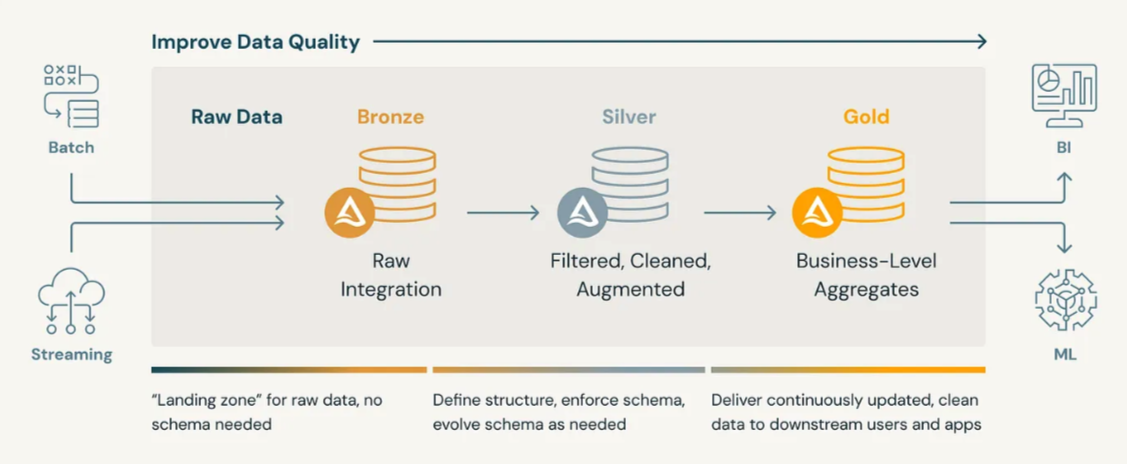 Improve Data Quality
Batch
Streaming
Raw Data
Bronze
Raw
Integration
Silver
Filtered, Cleaned,
Augmented
Gold
Business-Level
Aggregates
BI
ML
“Landing zone” for raw data, no
schema needed
Define structure, enforce schema,
evolve schema as needed
Deliver continuously updated, clean
data to downstream users and apps